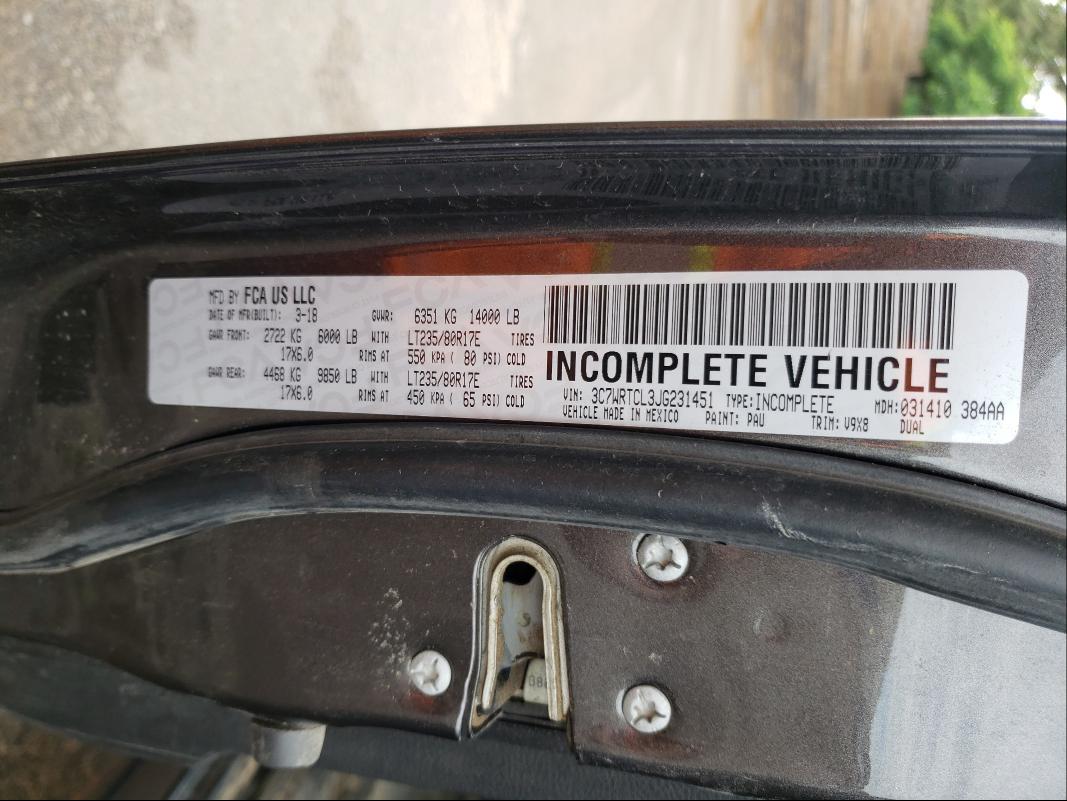 MFD BY FCA US LLC
DATE OF MFR(BUILT): 3-18 GVWR: 6351 KG 14000 LB
GAWR FRONT: 2722 KG 6000 LB WITH LT235/80R17E TIRES
17X6.0 RIMS AT 550 KPA ( 80 PSI) COLD
GAWR REAR: 4468 KG 9850 LB WITH LT235/80R17E TIRES
17X6.0 RIMS AT 450 KPA ( 65 PSI) COLD
INCOMPLETE VEHICLE
VIN: 3C7WRTCL3JG231451 TYPE:INCOMPLETE MDH:031410 384AA
VEHICLE MADE IN MEXICO PAINT: PAU TRIM: V9X8 DUAL